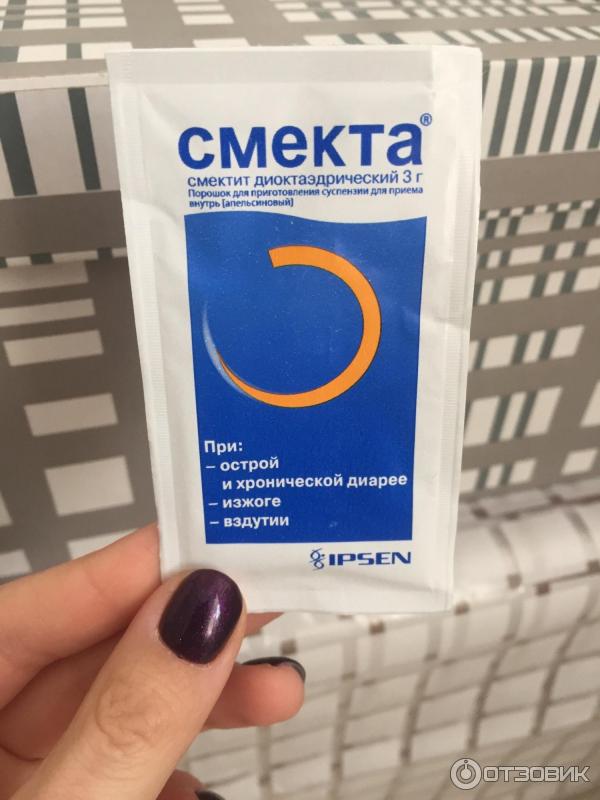 смекта®
смектит диоктаэдрический 3 г
Порошок для приготовления суспензии для приема
внутрь (апельсиновый)
При:
– острой
и хронической диарее
– изжоге
– вздутии
IPSEN
ОТЗОВИК